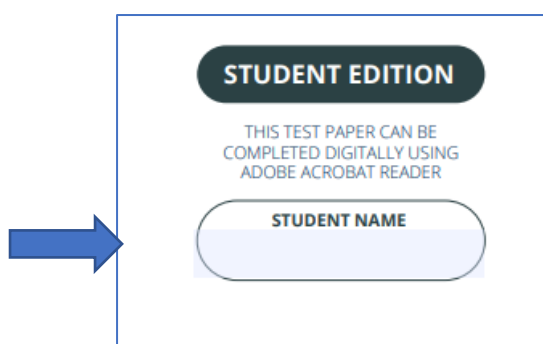 STUDENT EDITION
THIS TEST PAPER CAN BE
COMPLETED DIGITALLY USING
ADOBE ACROBAT READER
STUDENT NAME